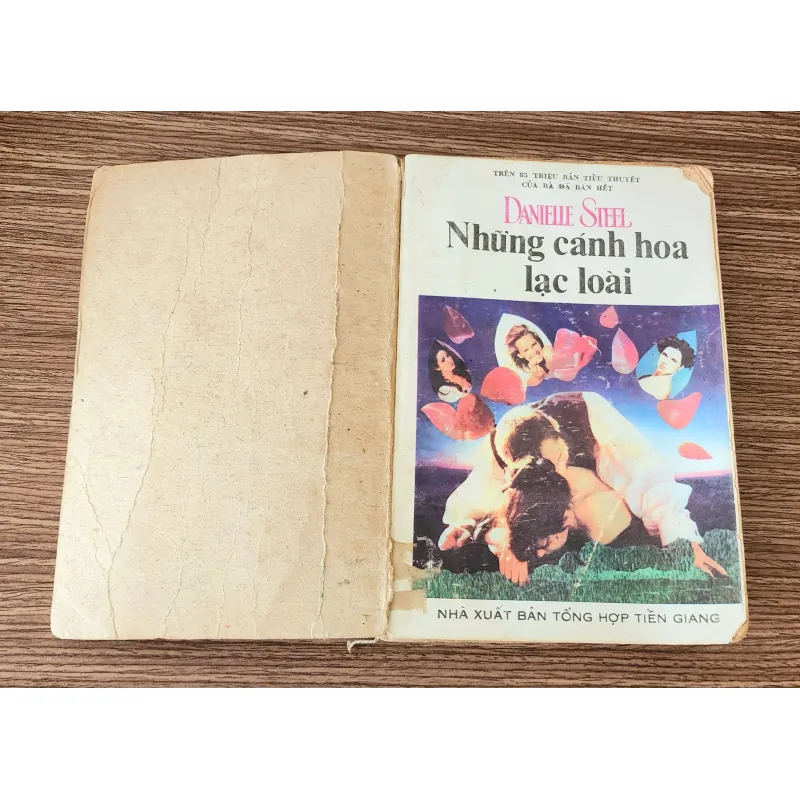 TRÊN 85 TRIỆU BẢN TIỂU THUYẾT
CỦA BÀ ĐÃ BÁN HẾT
DANIELLE STEEL
Những cánh hoa
lạc loài
NHÀ XUẤT BẢN TỔNG HỢP TIỀN GIANG